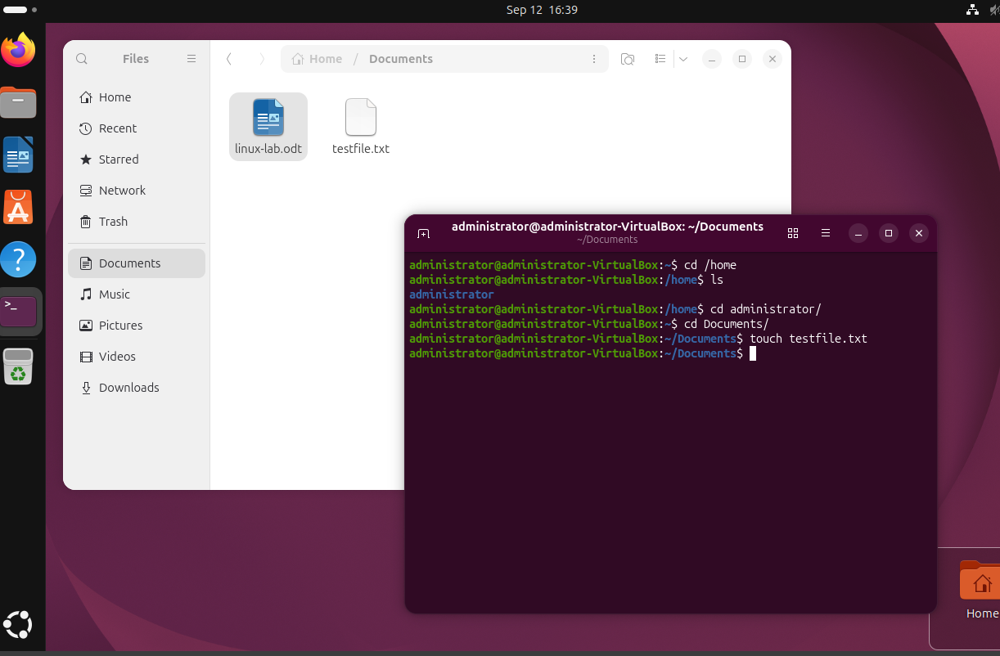 Sep 12 16:39
Files
Home / Documents
Home
Recent
Starred
Network
Trash
Documents
Music
Pictures
Videos
Downloads
linux-lab.odt
testfile.txt
administrator@administrator-VirtualBox: ~/Documents
~/Documents
administrator@administrator-VirtualBox:~$ cd /home
administrator@administrator-VirtualBox:/home$ ls
administrator
administrator@administrator-VirtualBox:/home$ cd administrator/
administrator@administrator-VirtualBox:~$ cd Documents/
administrator@administrator-VirtualBox:~/Documents$ touch testfile.txt
administrator@administrator-VirtualBox:~/Documents$
Home